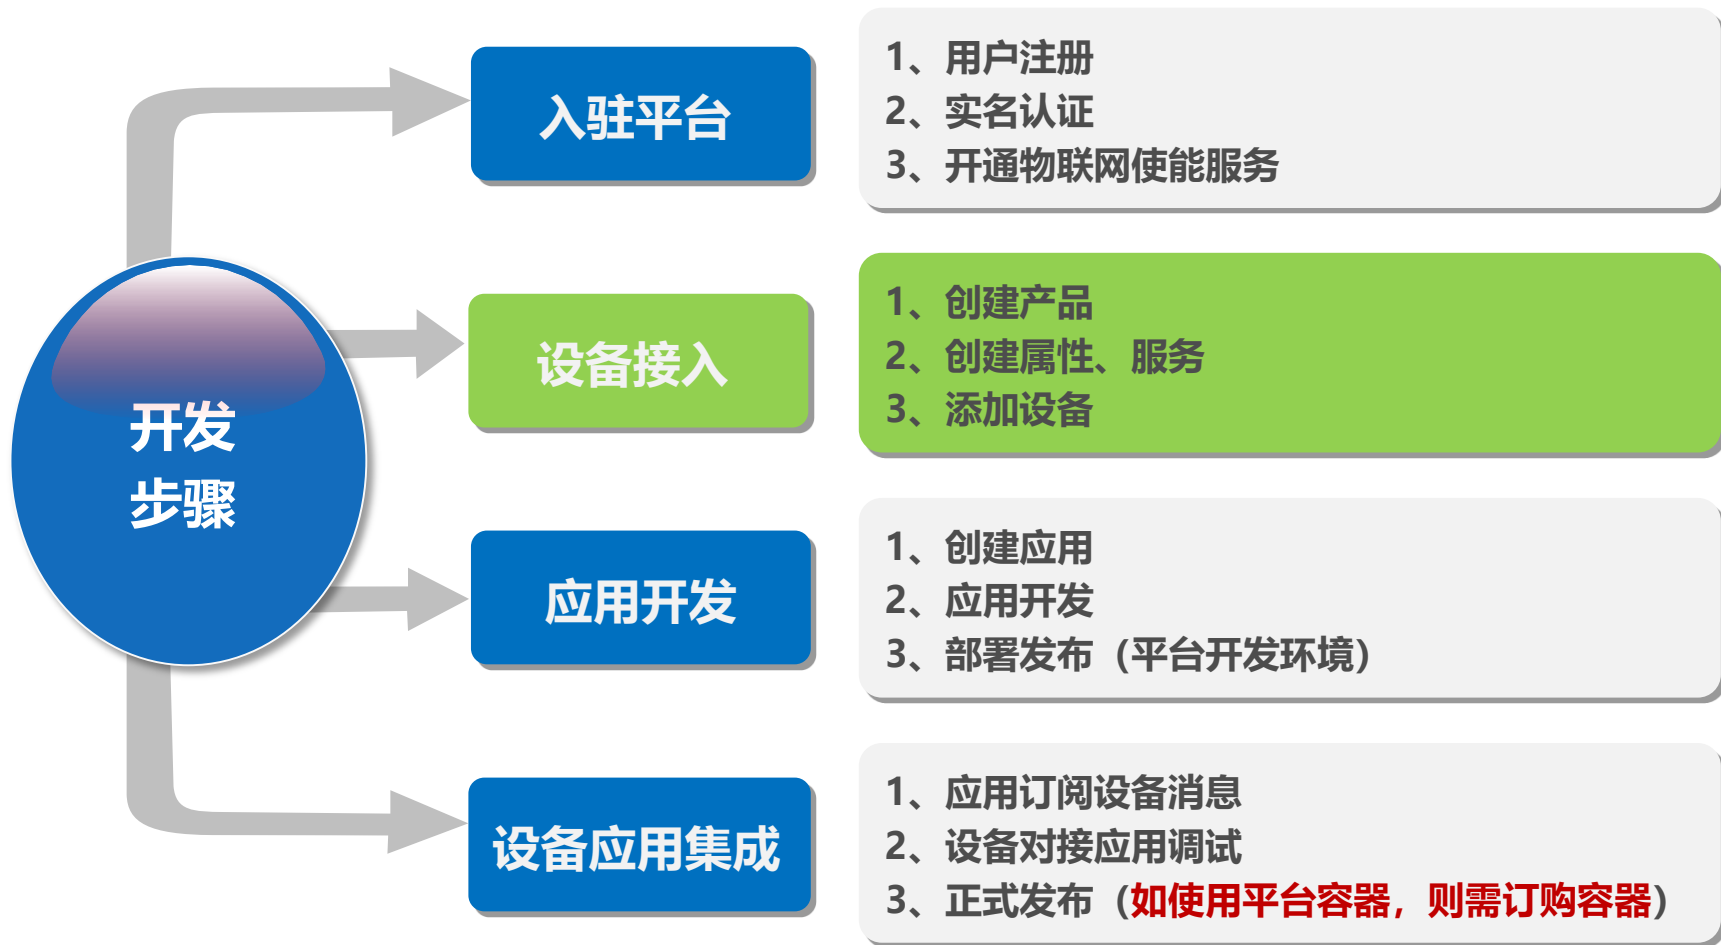 开发
步骤
入驻平台
1、用户注册
2、实名认证
3、开通物联网使能服务
设备接入
1、创建产品
2、创建属性、服务
3、添加设备
应用开发
1、创建应用
2、应用开发
3、部署发布（平台开发环境）
设备应用集成
1、应用订阅设备消息
2、设备对接应用调试
3、正式发布（如使用平台容器，则需订购容器）